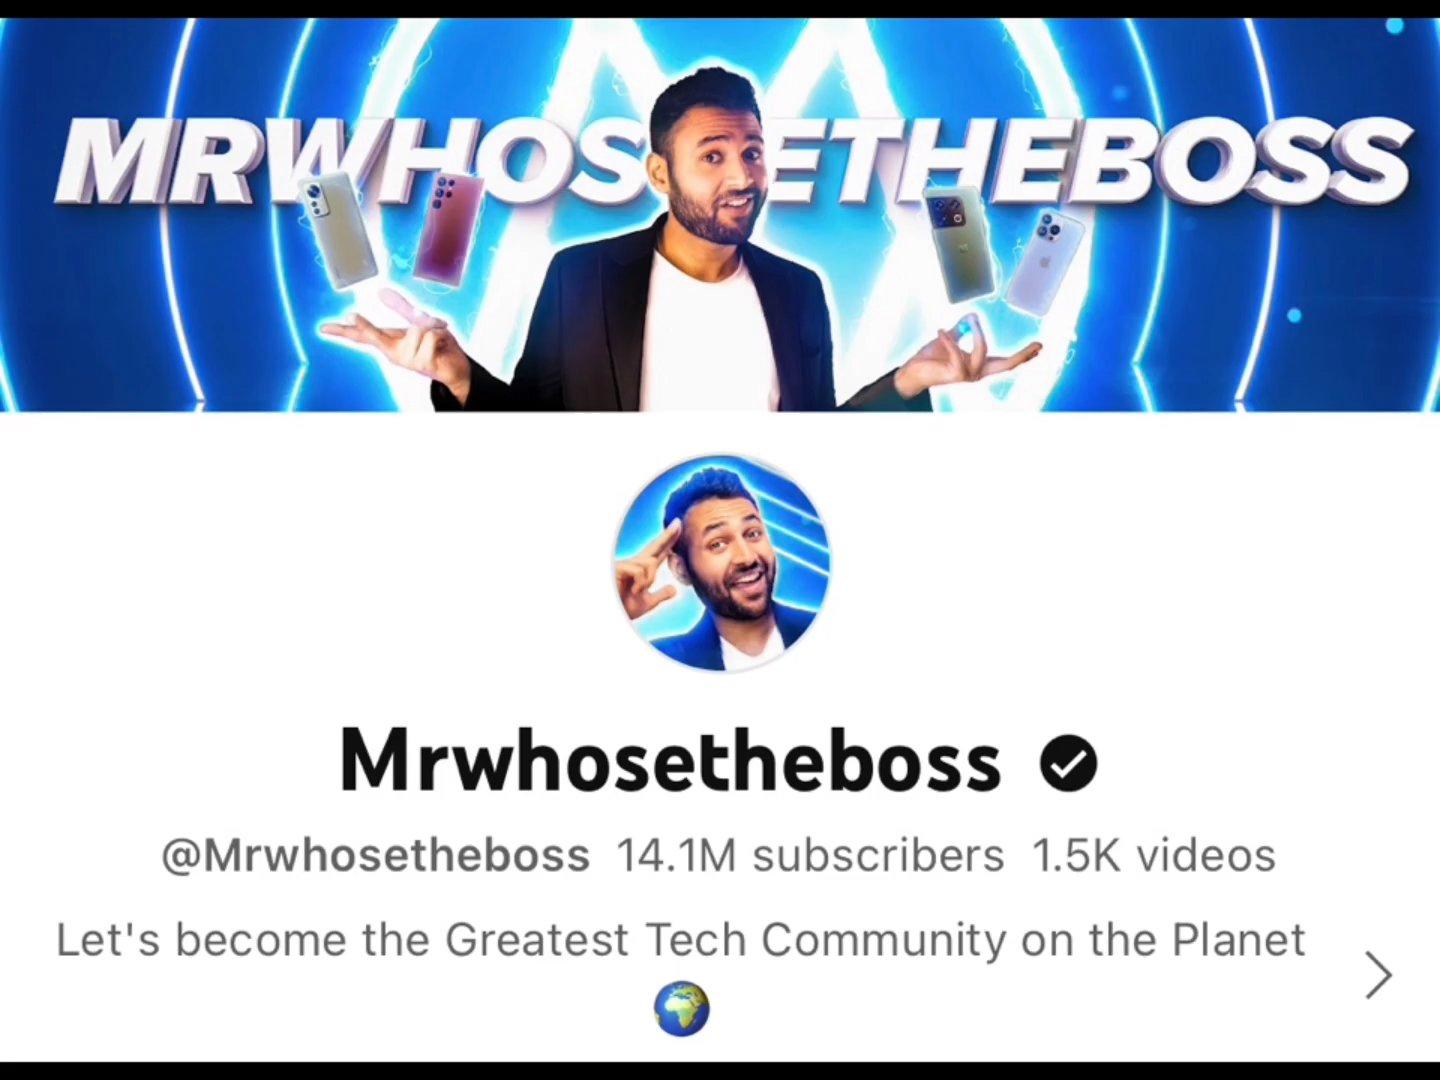 MRWHOSETHEBOSS
Mrwhosetheboss
@Mrwhosetheboss 14.1M subscribers 1.5K videos
Let's become the Greatest Tech Community on the Planet
🌍